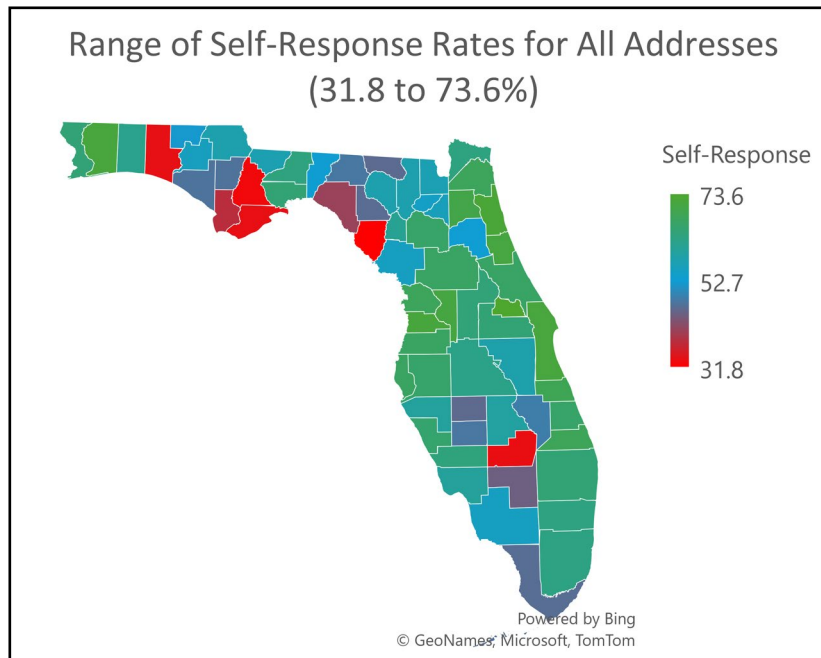 Range of Self-Response Rates for All Addresses
(31.8 to 73.6%)
Self-Response
73.6
52.7
31.8
Powered by Bing
© GeoNames, Microsoft, TomTom